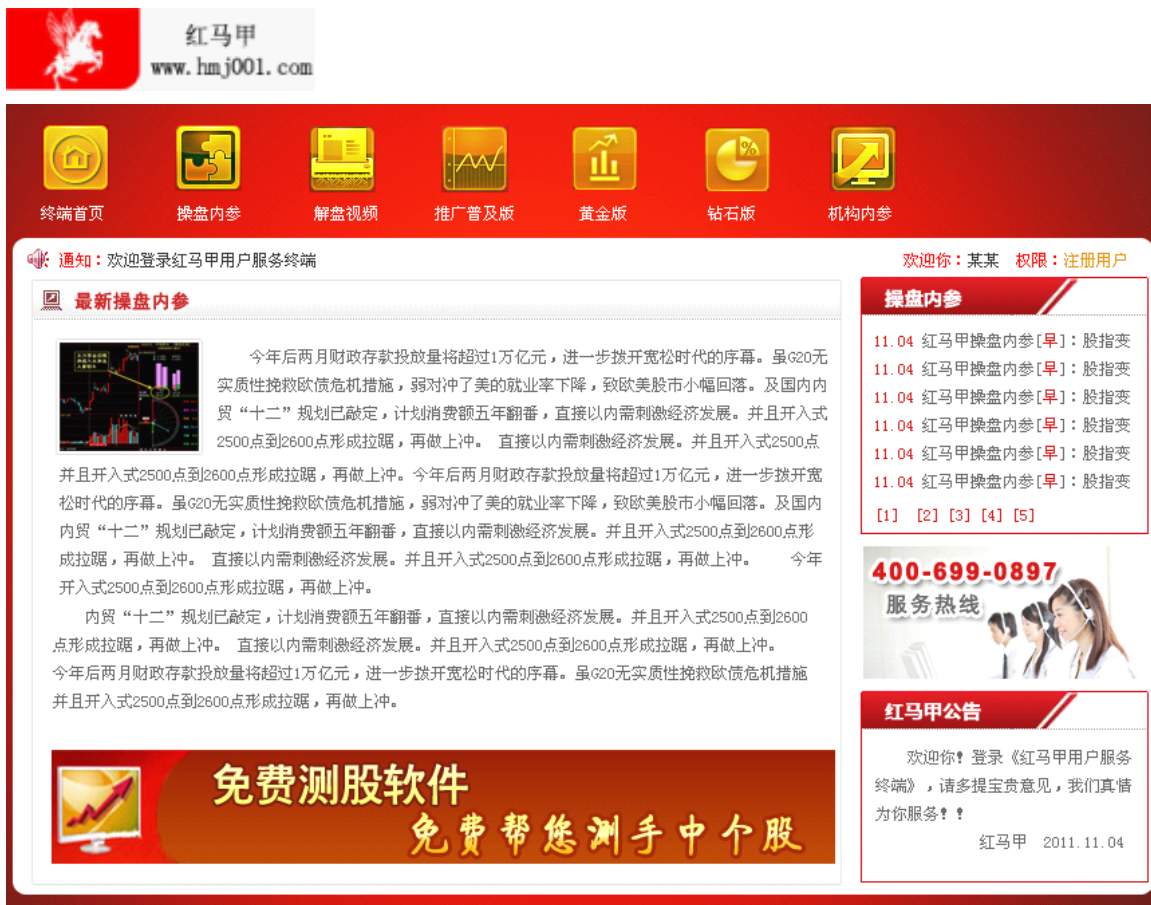 红马甲
www.hmj001.com
终端首页 操盘内参 解盘视频 推广普及版 黄金版 钻石版 机构内参
通知：欢迎登录红马甲用户服务终端
欢迎你：某某 权限：注册用户
最新操盘内参
今年后两月财政存款投放量将超过1万亿元，进一步拨开宽松时代的序幕。虽G20无
实质性挽救欧债危机措施，弱对冲了美的就业率下降，致欧美股市小幅回落。及国内内
贸“十二”规划已敲定，计划消费额五年翻番，直接以内需刺激经济发展。并且开入式
2500点到2600点形成拉踞，再做上冲。 直接以内需刺激经济发展。并且开入式2500点
并且开入式2500点到2600点形成拉踞，再做上冲。今年后两月财政存款投放量将超过1万亿元，进一步拨开宽
松时代的序幕。虽G20无实质性挽救欧债危机措施，弱对冲了美的就业率下降，致欧美股市小幅回落。及国内
内贸“十二”规划已敲定，计划消费额五年翻番，直接以内需刺激经济发展。并且开入式2500点到2600点形
成拉踞，再做上冲。 直接以内需刺激经济发展。并且开入式2500点到2600点形成拉踞，再做上冲。 今年
开入式2500点到2600点形成拉踞，再做上冲。
内贸“十二”规划已敲定，计划消费额五年翻番，直接以内需刺激经济发展。并且开入式2500点到2600
点形成拉踞，再做上冲。 直接以内需刺激经济发展。并且开入式2500点到2600点形成拉踞，再做上冲。
今年后两月财政存款投放量将超过1万亿元，进一步拨开宽松时代的序幕。虽G20无实质性挽救欧债危机措施
并且开入式2500点到2600点形成拉踞，再做上冲。
免费测股软件
免费帮您测手中个股
操盘内参
11.04 红马甲操盘内参[早]：股指变
11.04 红马甲操盘内参[早]：股指变
11.04 红马甲操盘内参[早]：股指变
11.04 红马甲操盘内参[早]：股指变
11.04 红马甲操盘内参[早]：股指变
11.04 红马甲操盘内参[早]：股指变
[1] [2] [3] [4] [5]
400-699-0897
服务热线
红马甲公告
欢迎你！登录《红马甲用户服务
终端》，请多提宝贵意见，我们真情
为你服务！！
红马甲 2011.11.04